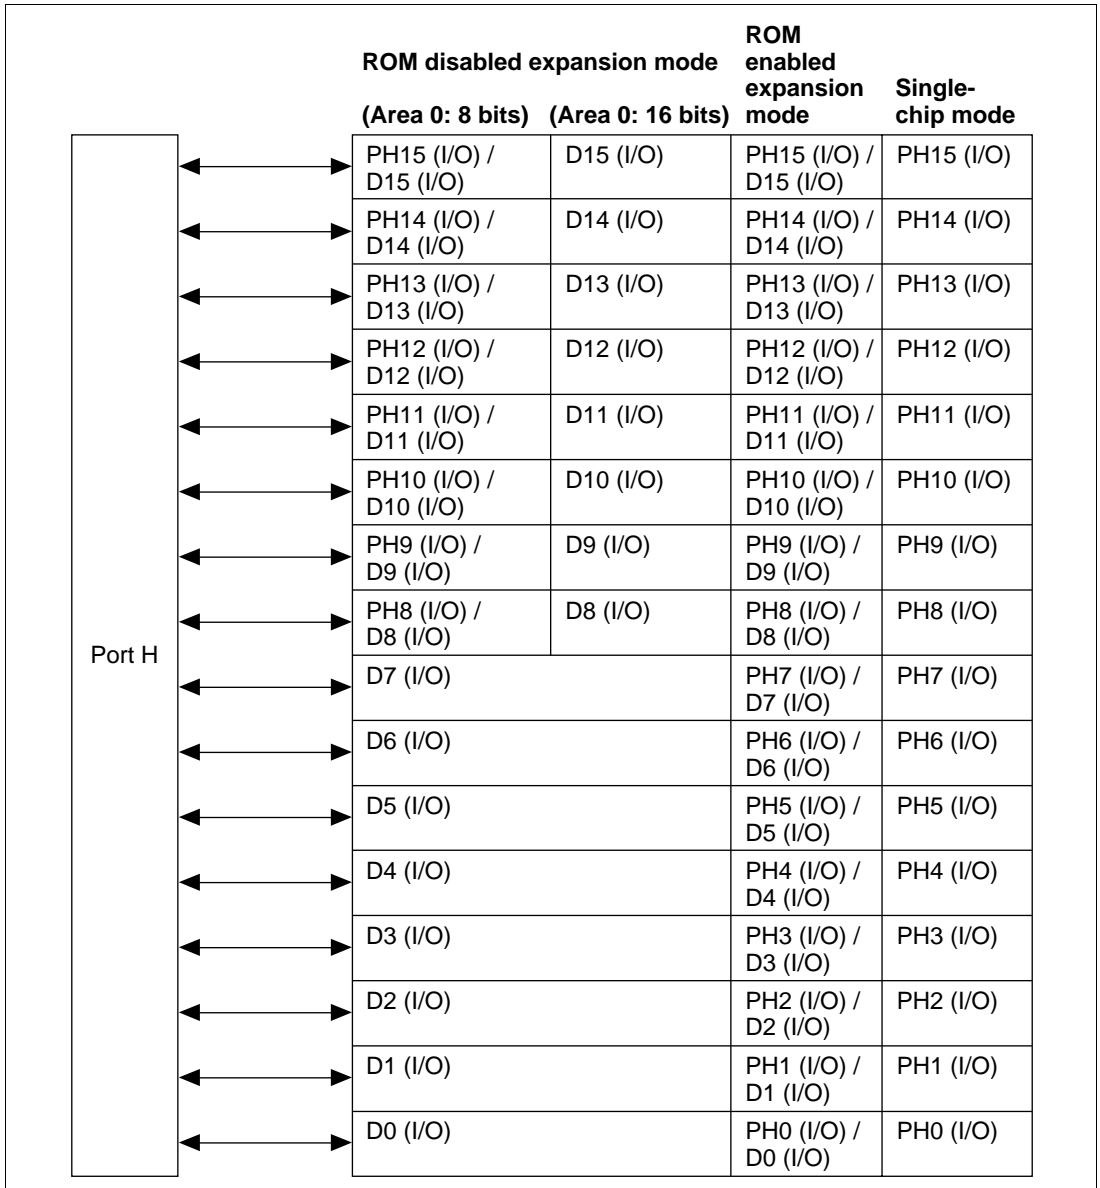 ROM disabled expansion mode
ROM
enabled
expansion
mode
Single-
chip mode
(Area 0: 8 bits)
(Area 0: 16 bits)
Port H
PH15 (I/O) /
D15 (I/O)
D15 (I/O)
PH15 (I/O) /
D15 (I/O)
PH15 (I/O)
PH14 (I/O) /
D14 (I/O)
D14 (I/O)
PH14 (I/O) /
D14 (I/O)
PH14 (I/O)
PH13 (I/O) /
D13 (I/O)
D13 (I/O)
PH13 (I/O) /
D13 (I/O)
PH13 (I/O)
PH12 (I/O) /
D12 (I/O)
D12 (I/O)
PH12 (I/O) /
D12 (I/O)
PH12 (I/O)
PH11 (I/O) /
D11 (I/O)
D11 (I/O)
PH11 (I/O) /
D11 (I/O)
PH11 (I/O)
PH10 (I/O) /
D10 (I/O)
D10 (I/O)
PH10 (I/O) /
D10 (I/O)
PH10 (I/O)
PH9 (I/O) /
D9 (I/O)
D9 (I/O)
PH9 (I/O) /
D9 (I/O)
PH9 (I/O)
PH8 (I/O) /
D8 (I/O)
D8 (I/O)
PH8 (I/O) /
D8 (I/O)
PH8 (I/O)
D7 (I/O)
PH7 (I/O) /
D7 (I/O)
PH7 (I/O)
D6 (I/O)
PH6 (I/O) /
D6 (I/O)
PH6 (I/O)
D5 (I/O)
PH5 (I/O) /
D5 (I/O)
PH5 (I/O)
D4 (I/O)
PH4 (I/O) /
D4 (I/O)
PH4 (I/O)
D3 (I/O)
PH3 (I/O) /
D3 (I/O)
PH3 (I/O)
D2 (I/O)
PH2 (I/O) /
D2 (I/O)
PH2 (I/O)
D1 (I/O)
PH1 (I/O) /
D1 (I/O)
PH1 (I/O)
D0 (I/O)
PH0 (I/O) /
D0 (I/O)
PH0 (I/O)